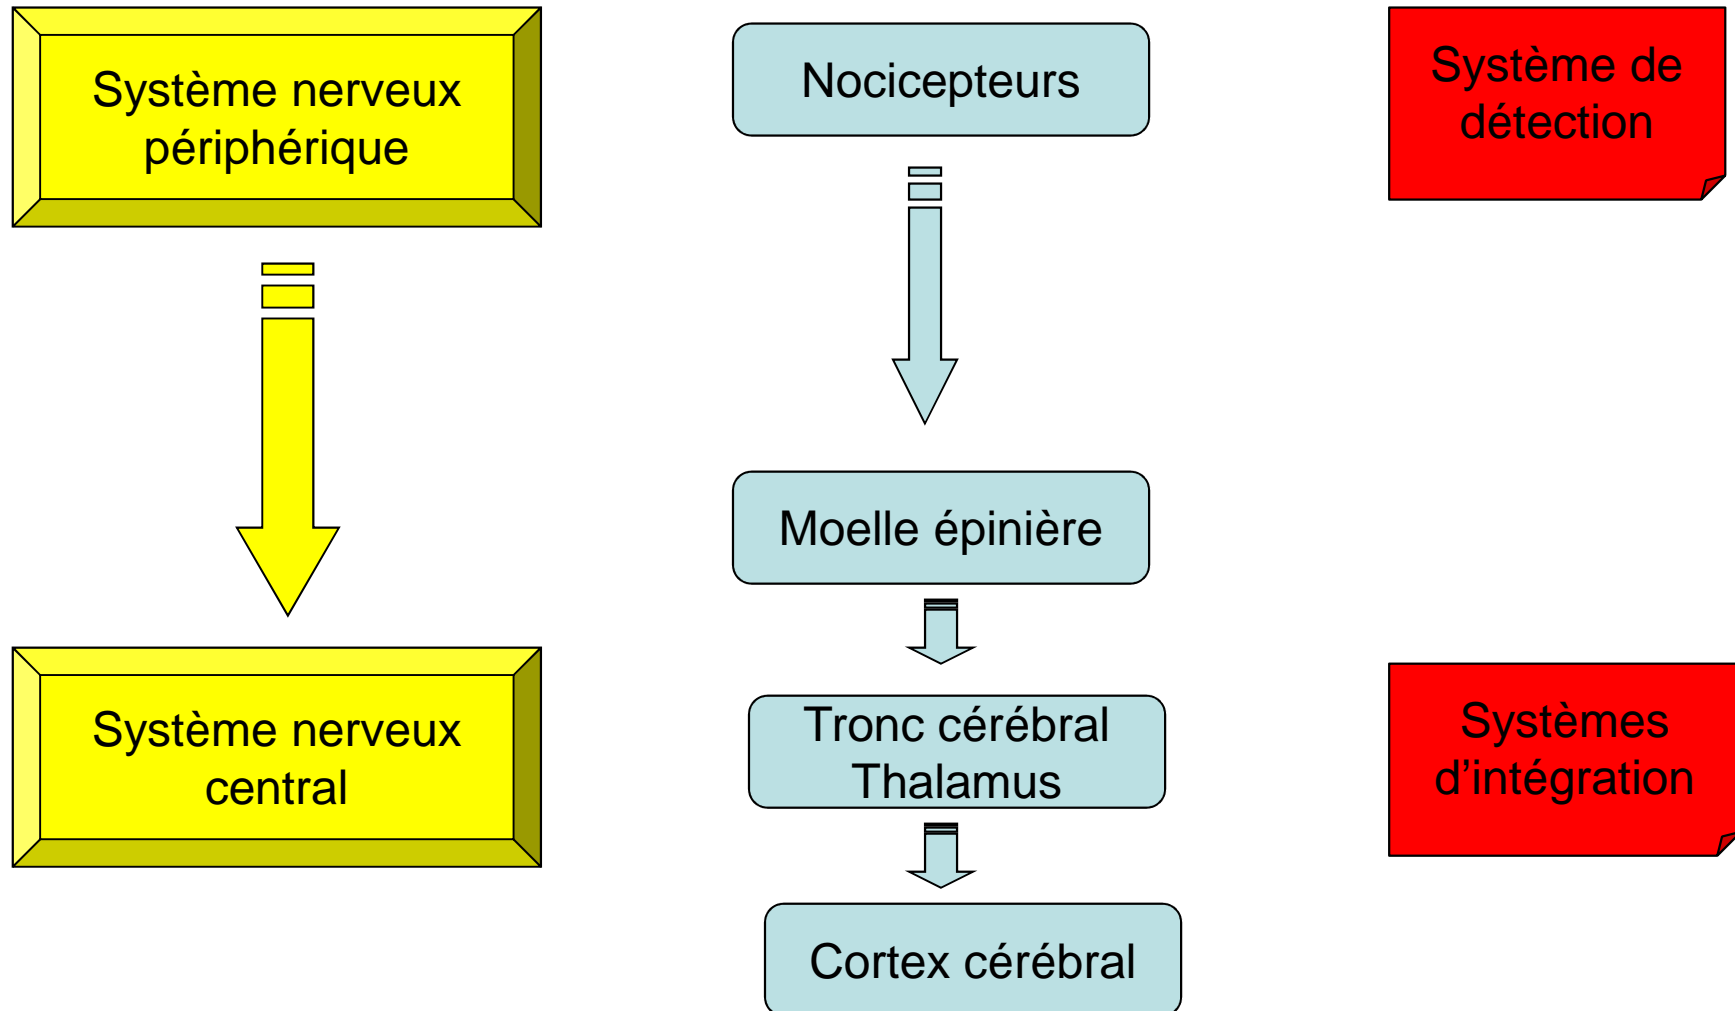 Système nerveux
périphérique
Nocicepteurs
Système de
détection
Moelle épinière
Système nerveux
central
Tronc cérébral
Thalamus
Systèmes
d’intégration
Cortex cérébral